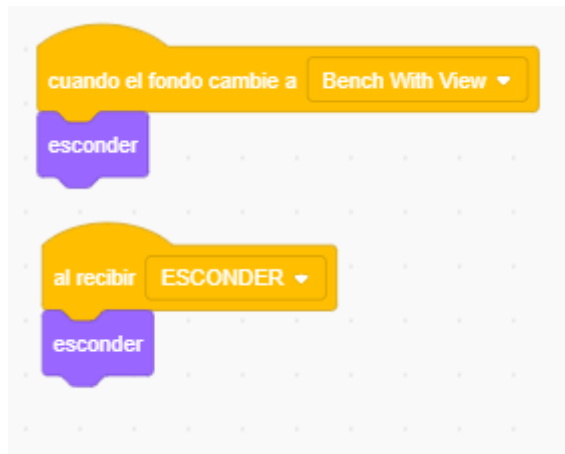 cuando el fondo cambie a Bench With View
esconder
al recibir ESCONDER
esconder